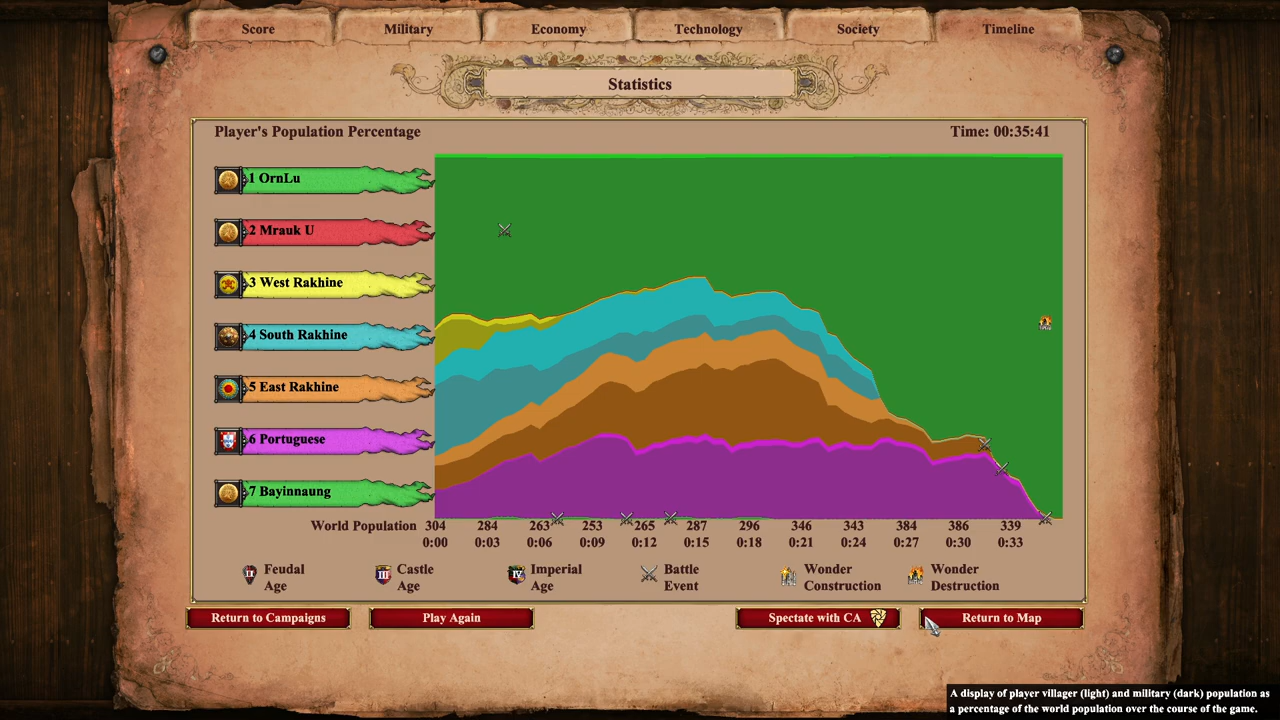 Score Military Economy Technology Society Timeline
Statistics
Player's Population Percentage Time: 00:35:41
1 OrnLu
2 Mrauk U
3 West Rakhine
4 South Rakhine
5 East Rakhine
6 Portuguese
7 Bayinnaung
World Population 304 284 263 253 265 287 296 346 343 384 386 339
0:00 0:03 0:06 0:09 0:12 0:15 0:18 0:21 0:24 0:27 0:30 0:33
II Feudal Age
III Castle Age
IV Imperial Age
Battle Event
Wonder Construction
Wonder Destruction
Return to Campaigns Play Again Spectate with CA Return to Map
A display of player villager (light) and military (dark) population as
a percentage of the world population over the course of the game.